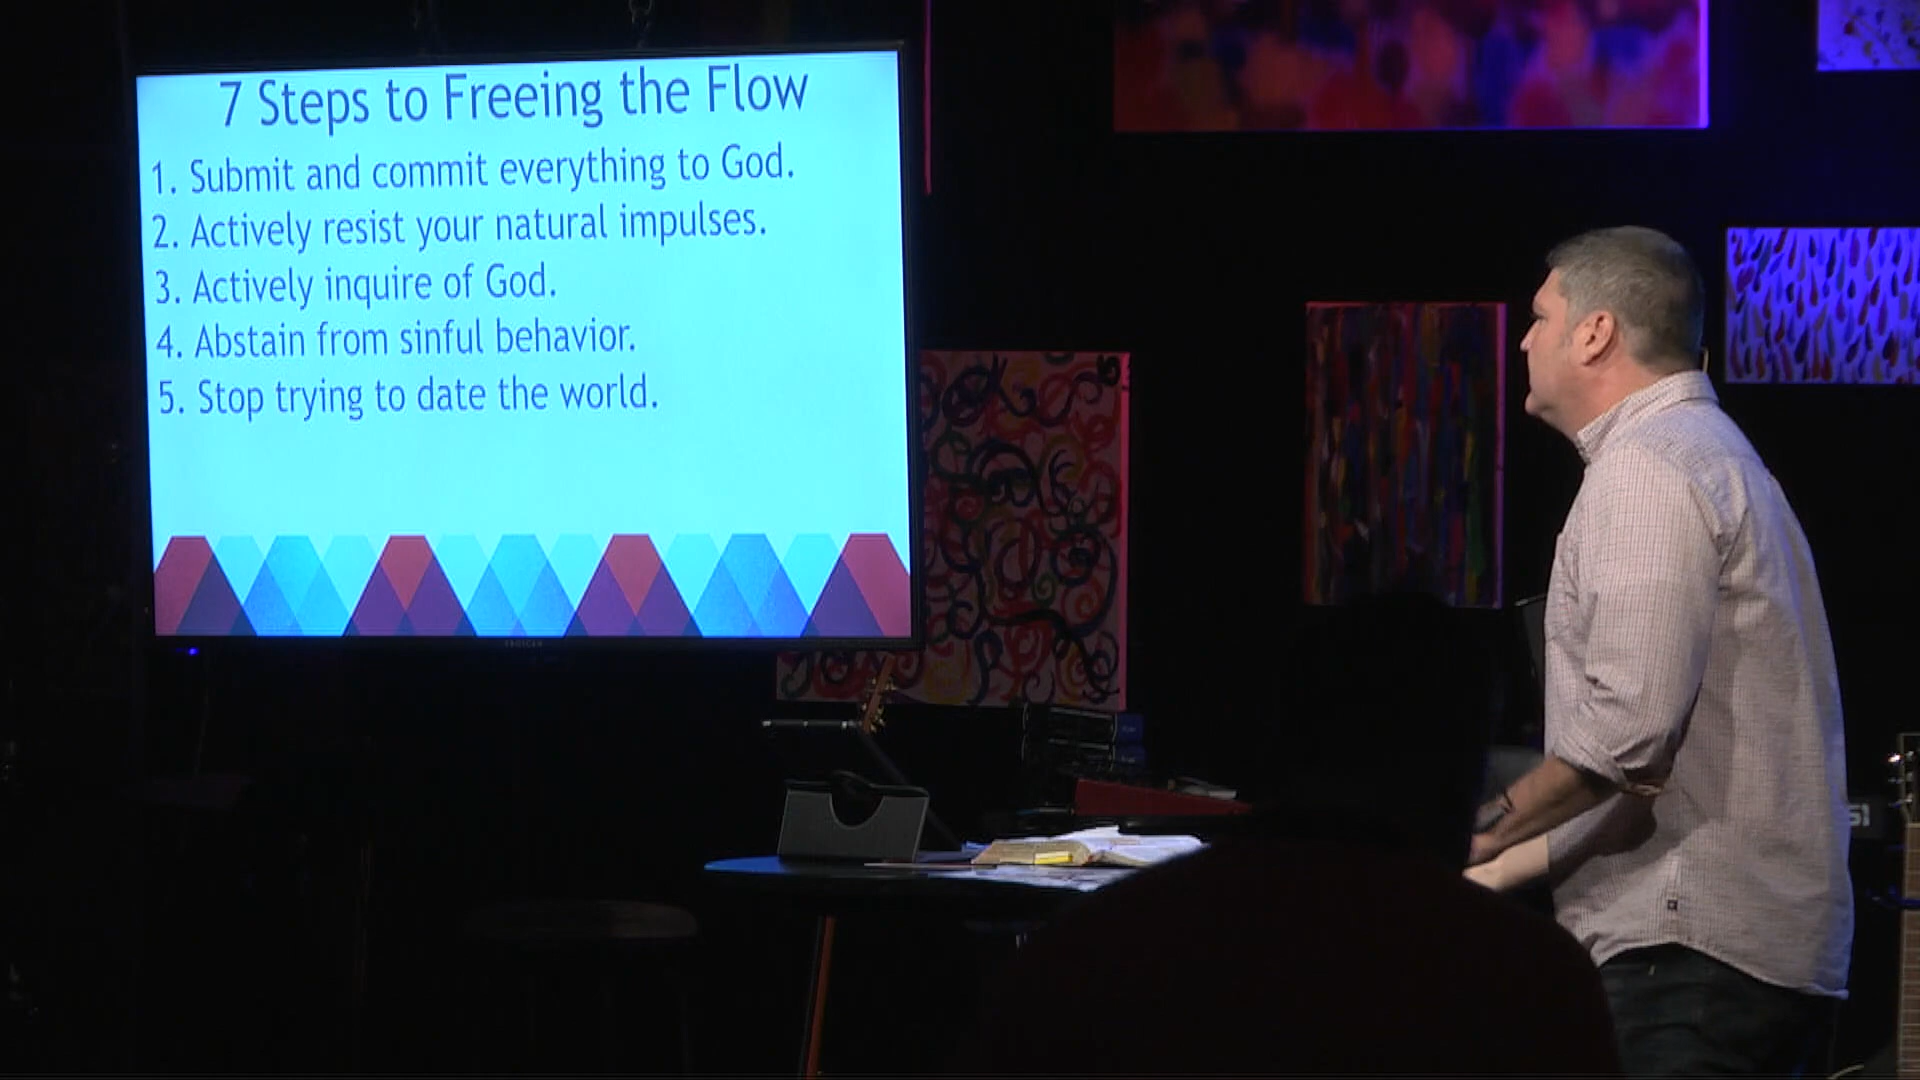 7 Steps to Freeing the Flow
1. Submit and commit everything to God.
2. Actively resist your natural impulses.
3. Actively inquire of God.
4. Abstain from sinful behavior.
5. Stop trying to date the world.